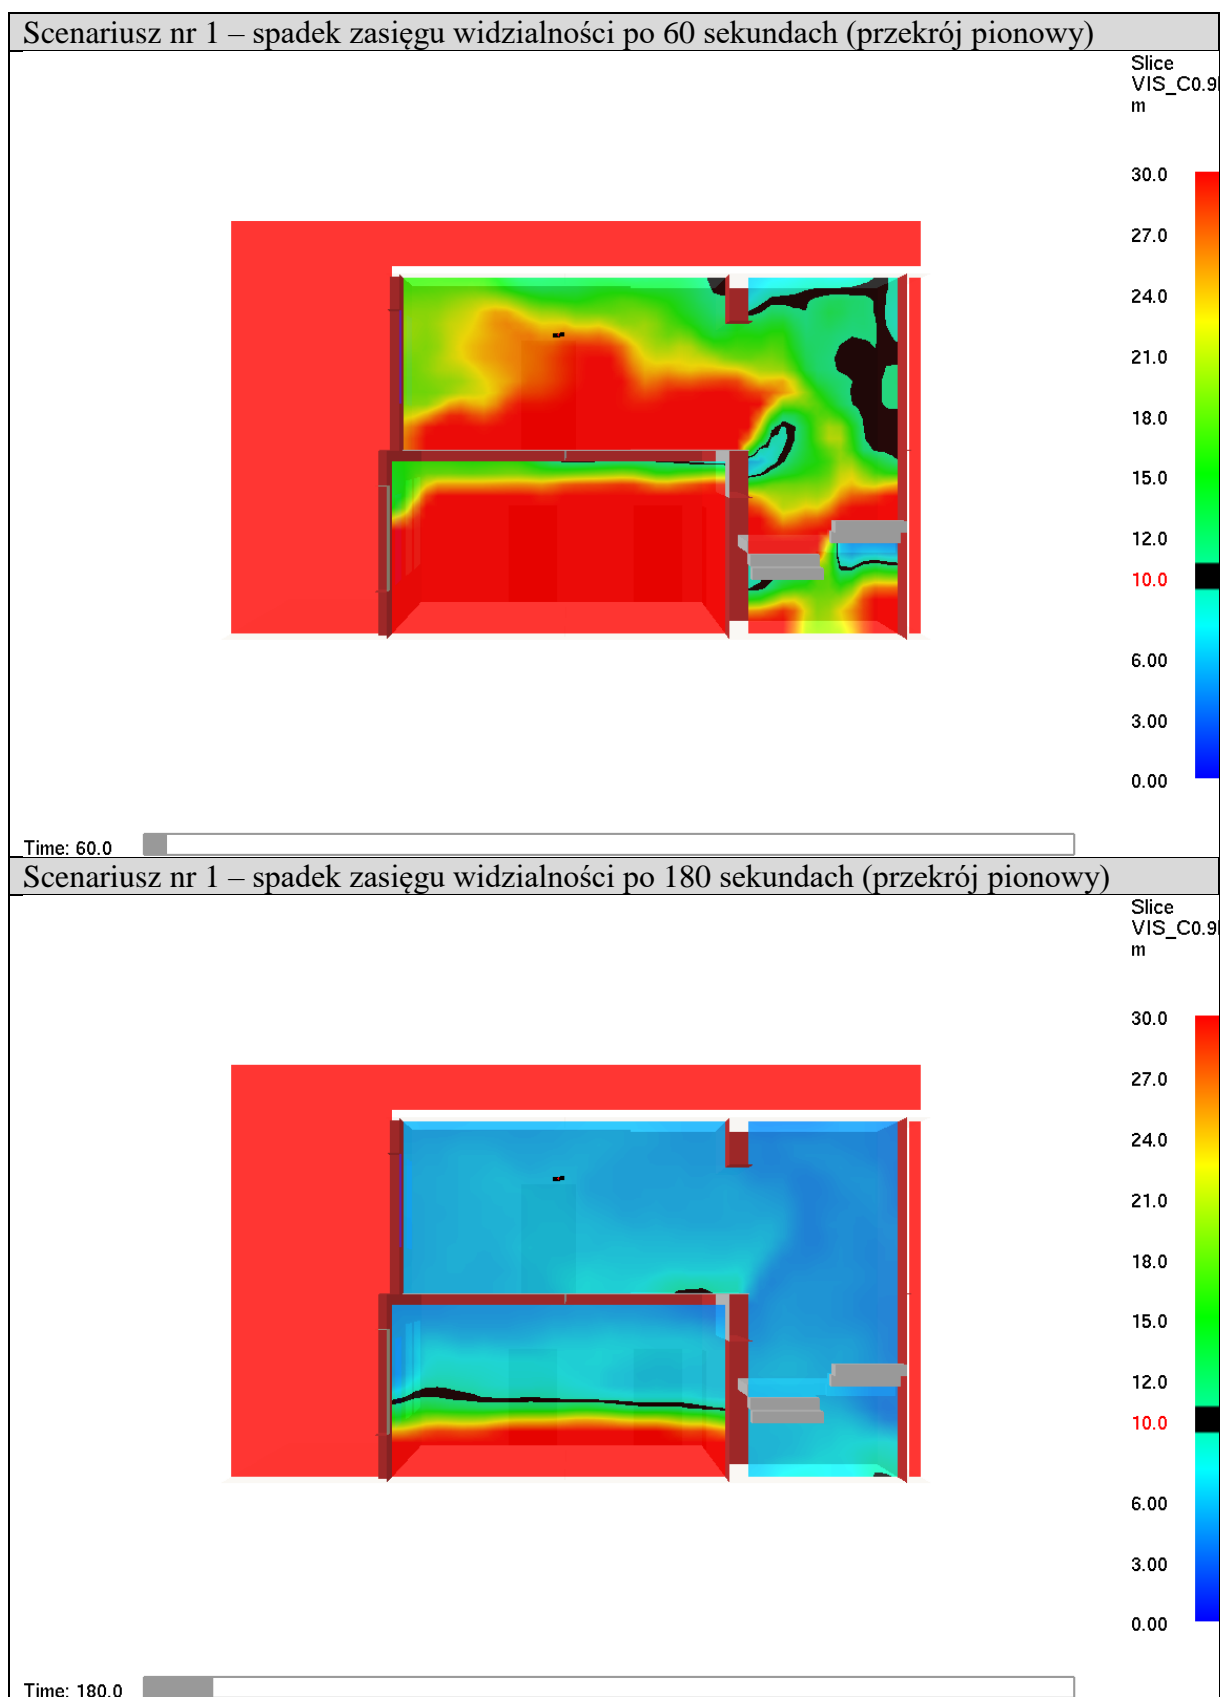 Scenariusz nr 1 – spadek zasięgu widzialności po 60 sekundach (przekrój pionowy)
Slice
VIS_C0.9
m
30.0
27.0
24.0
21.0
18.0
15.0
12.0
10.0
6.00
3.00
0.00
Time: 60.0
Scenariusz nr 1 – spadek zasięgu widzialności po 180 sekundach (przekrój pionowy)
Slice
VIS_C0.9
m
30.0
27.0
24.0
21.0
18.0
15.0
12.0
10.0
6.00
3.00
0.00
Time: 180.0